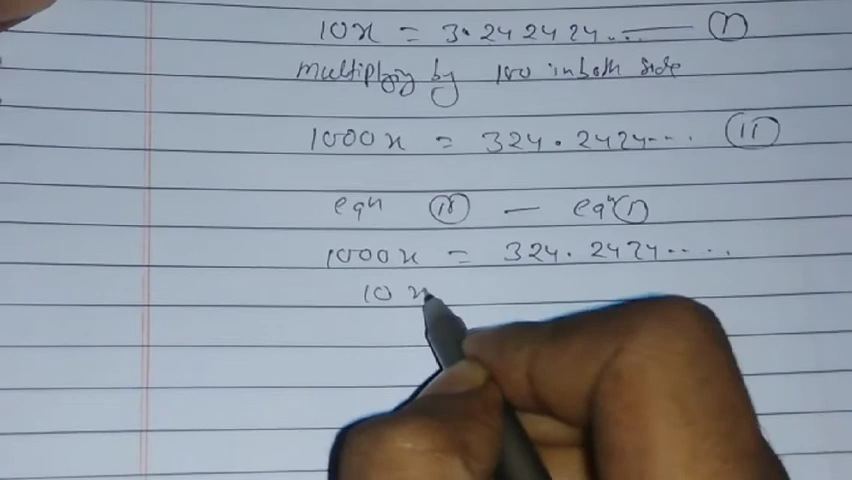 10x = 3.242424... —— (I)
Multiplying by 100 in both side
1000x = 324.2424... (II)
eqn (II) — eqn (I)
1000x = 324.2424....
10x